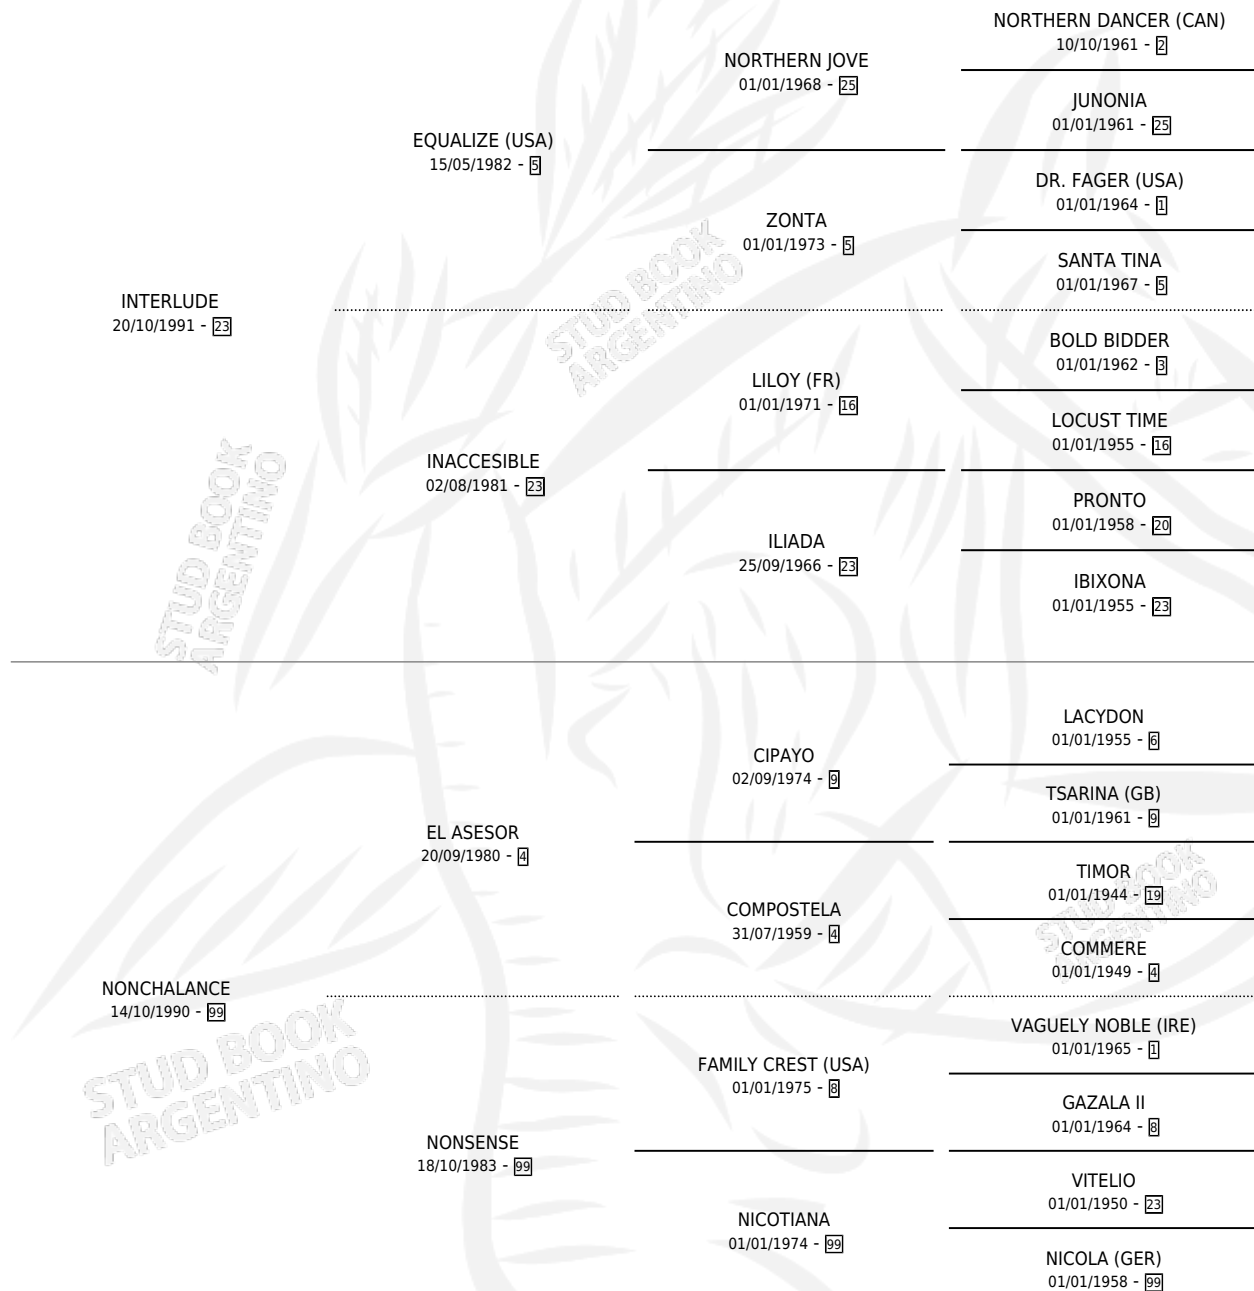 NORTHERN DANCER (CAN)
10/10/1961 - 2
NORTHERN JOVE
01/01/1968 - 25
JUNONIA
01/01/1961 - 25
EQUALIZE (USA)
15/05/1982 - 5
DR. FAGER (USA)
01/01/1964 - 1
ZONTA
01/01/1973 - 5
SANTA TINA
01/01/1967 - 5
INTERLUDE
20/10/1991 - 23
BOLD BIDDER
01/01/1962 - 3
LILOY (FR)
01/01/1971 - 16
LOCUST TIME
01/01/1955 - 16
INACCESIBLE
02/08/1981 - 23
PRONTO
01/01/1958 - 20
ILIADA
25/09/1966 - 23
IBIXONA
01/01/1955 - 23
LACYDON
01/01/1955 - 6
CIPAYO
02/09/1974 - 9
TSARINA (GB)
01/01/1961 - 9
EL ASESOR
20/09/1980 - 4
TIMOR
01/01/1944 - 19
COMPOSTELA
31/07/1959 - 4
COMMERE
01/01/1949 - 4
NONCHALANCE
14/10/1990 - 99
VAGUELY NOBLE (IRE)
01/01/1965 - 1
FAMILY CREST (USA)
01/01/1975 - 8
GAZALA II
01/01/1964 - 8
NONSENSE
18/10/1983 - 99
VITELIO
01/01/1950 - 23
NICOTIANA
01/01/1974 - 99
NICOLA (GER)
01/01/1958 - 99
STUD BOOK
ARGENTINO
STUD BOOK
ARGENTINO
STUD BOOK
ARGENTINO
STUD BOOK
ARGENTINO